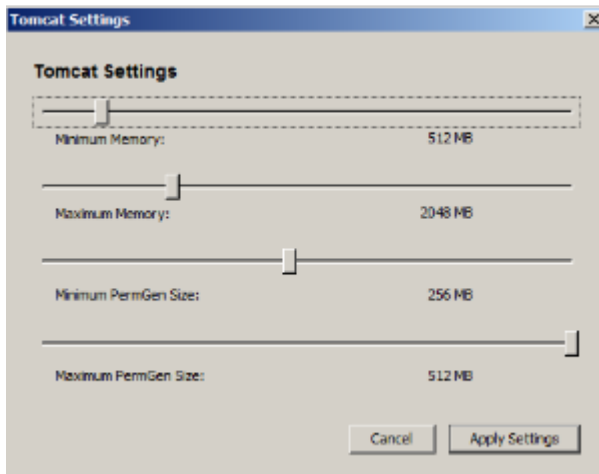 Tomcat Settings
Tomcat Settings
Minimum Memory: 512 MB
Maximum Memory: 2048 MB
Minimum PermGen Size: 256 MB
Maximum PermGen Size: 512 MB
Cancel Apply Settings